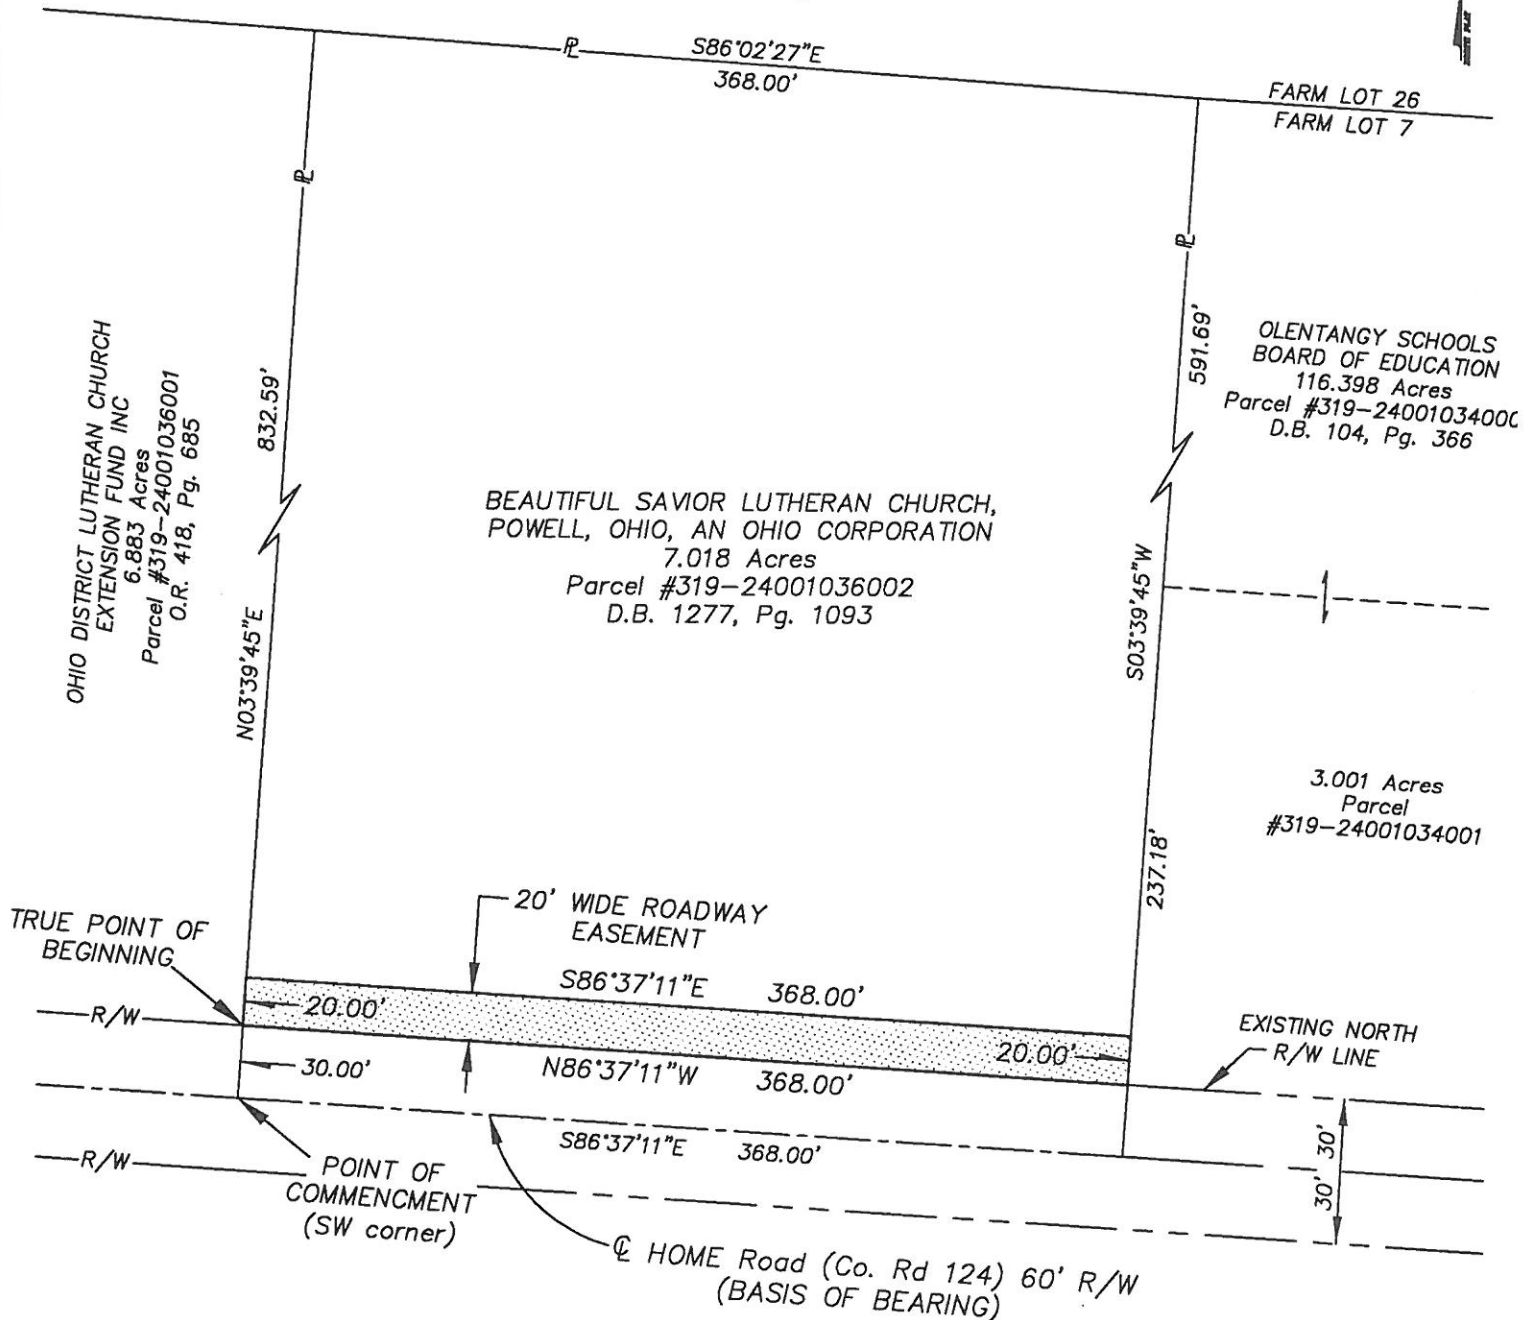 S86°02'27"E
368.00'
FARM LOT 26
FARM LOT 7
OHIO DISTRICT LUTHERAN CHURCH
EXTENSION FUND INC
6.883 Acres
Parcel #319-24001036001
O.R. 418, Pg. 685
832.59'
N03°39'45"E
BEAUTIFUL SAVIOR LUTHERAN CHURCH,
POWELL, OHIO, AN OHIO CORPORATION
7.018 Acres
Parcel #319-24001036002
D.B. 1277, Pg. 1093
591.69'
S03°39'45"W
237.18'
OLENTANGY SCHOOLS
BOARD OF EDUCATION
116.398 Acres
Parcel #319-24001034000
D.B. 104, Pg. 366
3.001 Acres
Parcel
#319-24001034001
20' WIDE ROADWAY
EASEMENT
TRUE POINT OF
BEGINNING
S86°37'11"E 368.00'
20.00'
20.00'
R/W
EXISTING NORTH
R/W LINE
30.00'
N86°37'11"W 368.00'
S86°37'11"E 368.00'
30'
30'
R/W
POINT OF
COMMENCMENT
(SW corner)
℄ HOME Road (Co. Rd 124) 60' R/W
(BASIS OF BEARING)